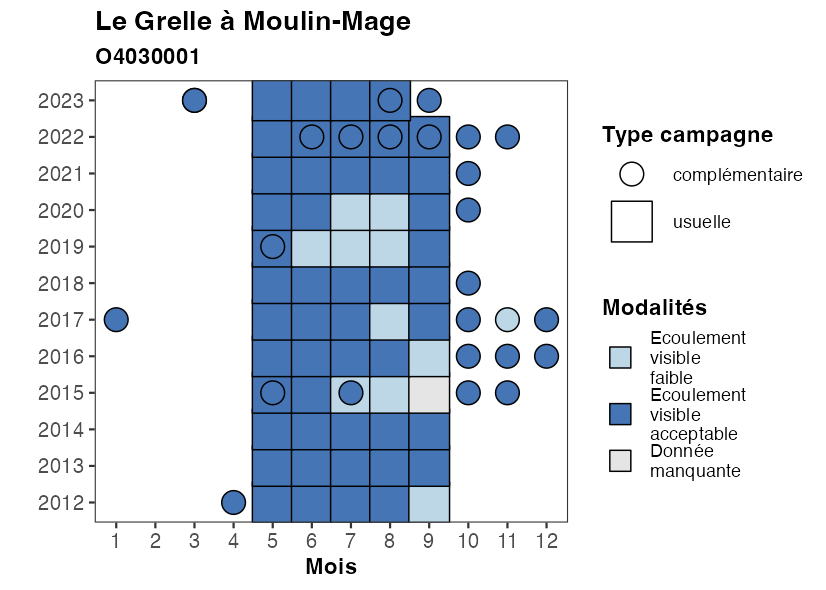 Le Grelle à Moulin-Mage
O4030001
2023
2022
2021
2020
2019
2018
2017
2016
2015
2014
2013
2012
1 2 3 4 5 6 7 8 9 10 11 12
Mois
Type campagne
complémentaire
usuelle
Modalités
Ecoulement
visible
faible
Ecoulement
visible
acceptable
Donnée
manquante